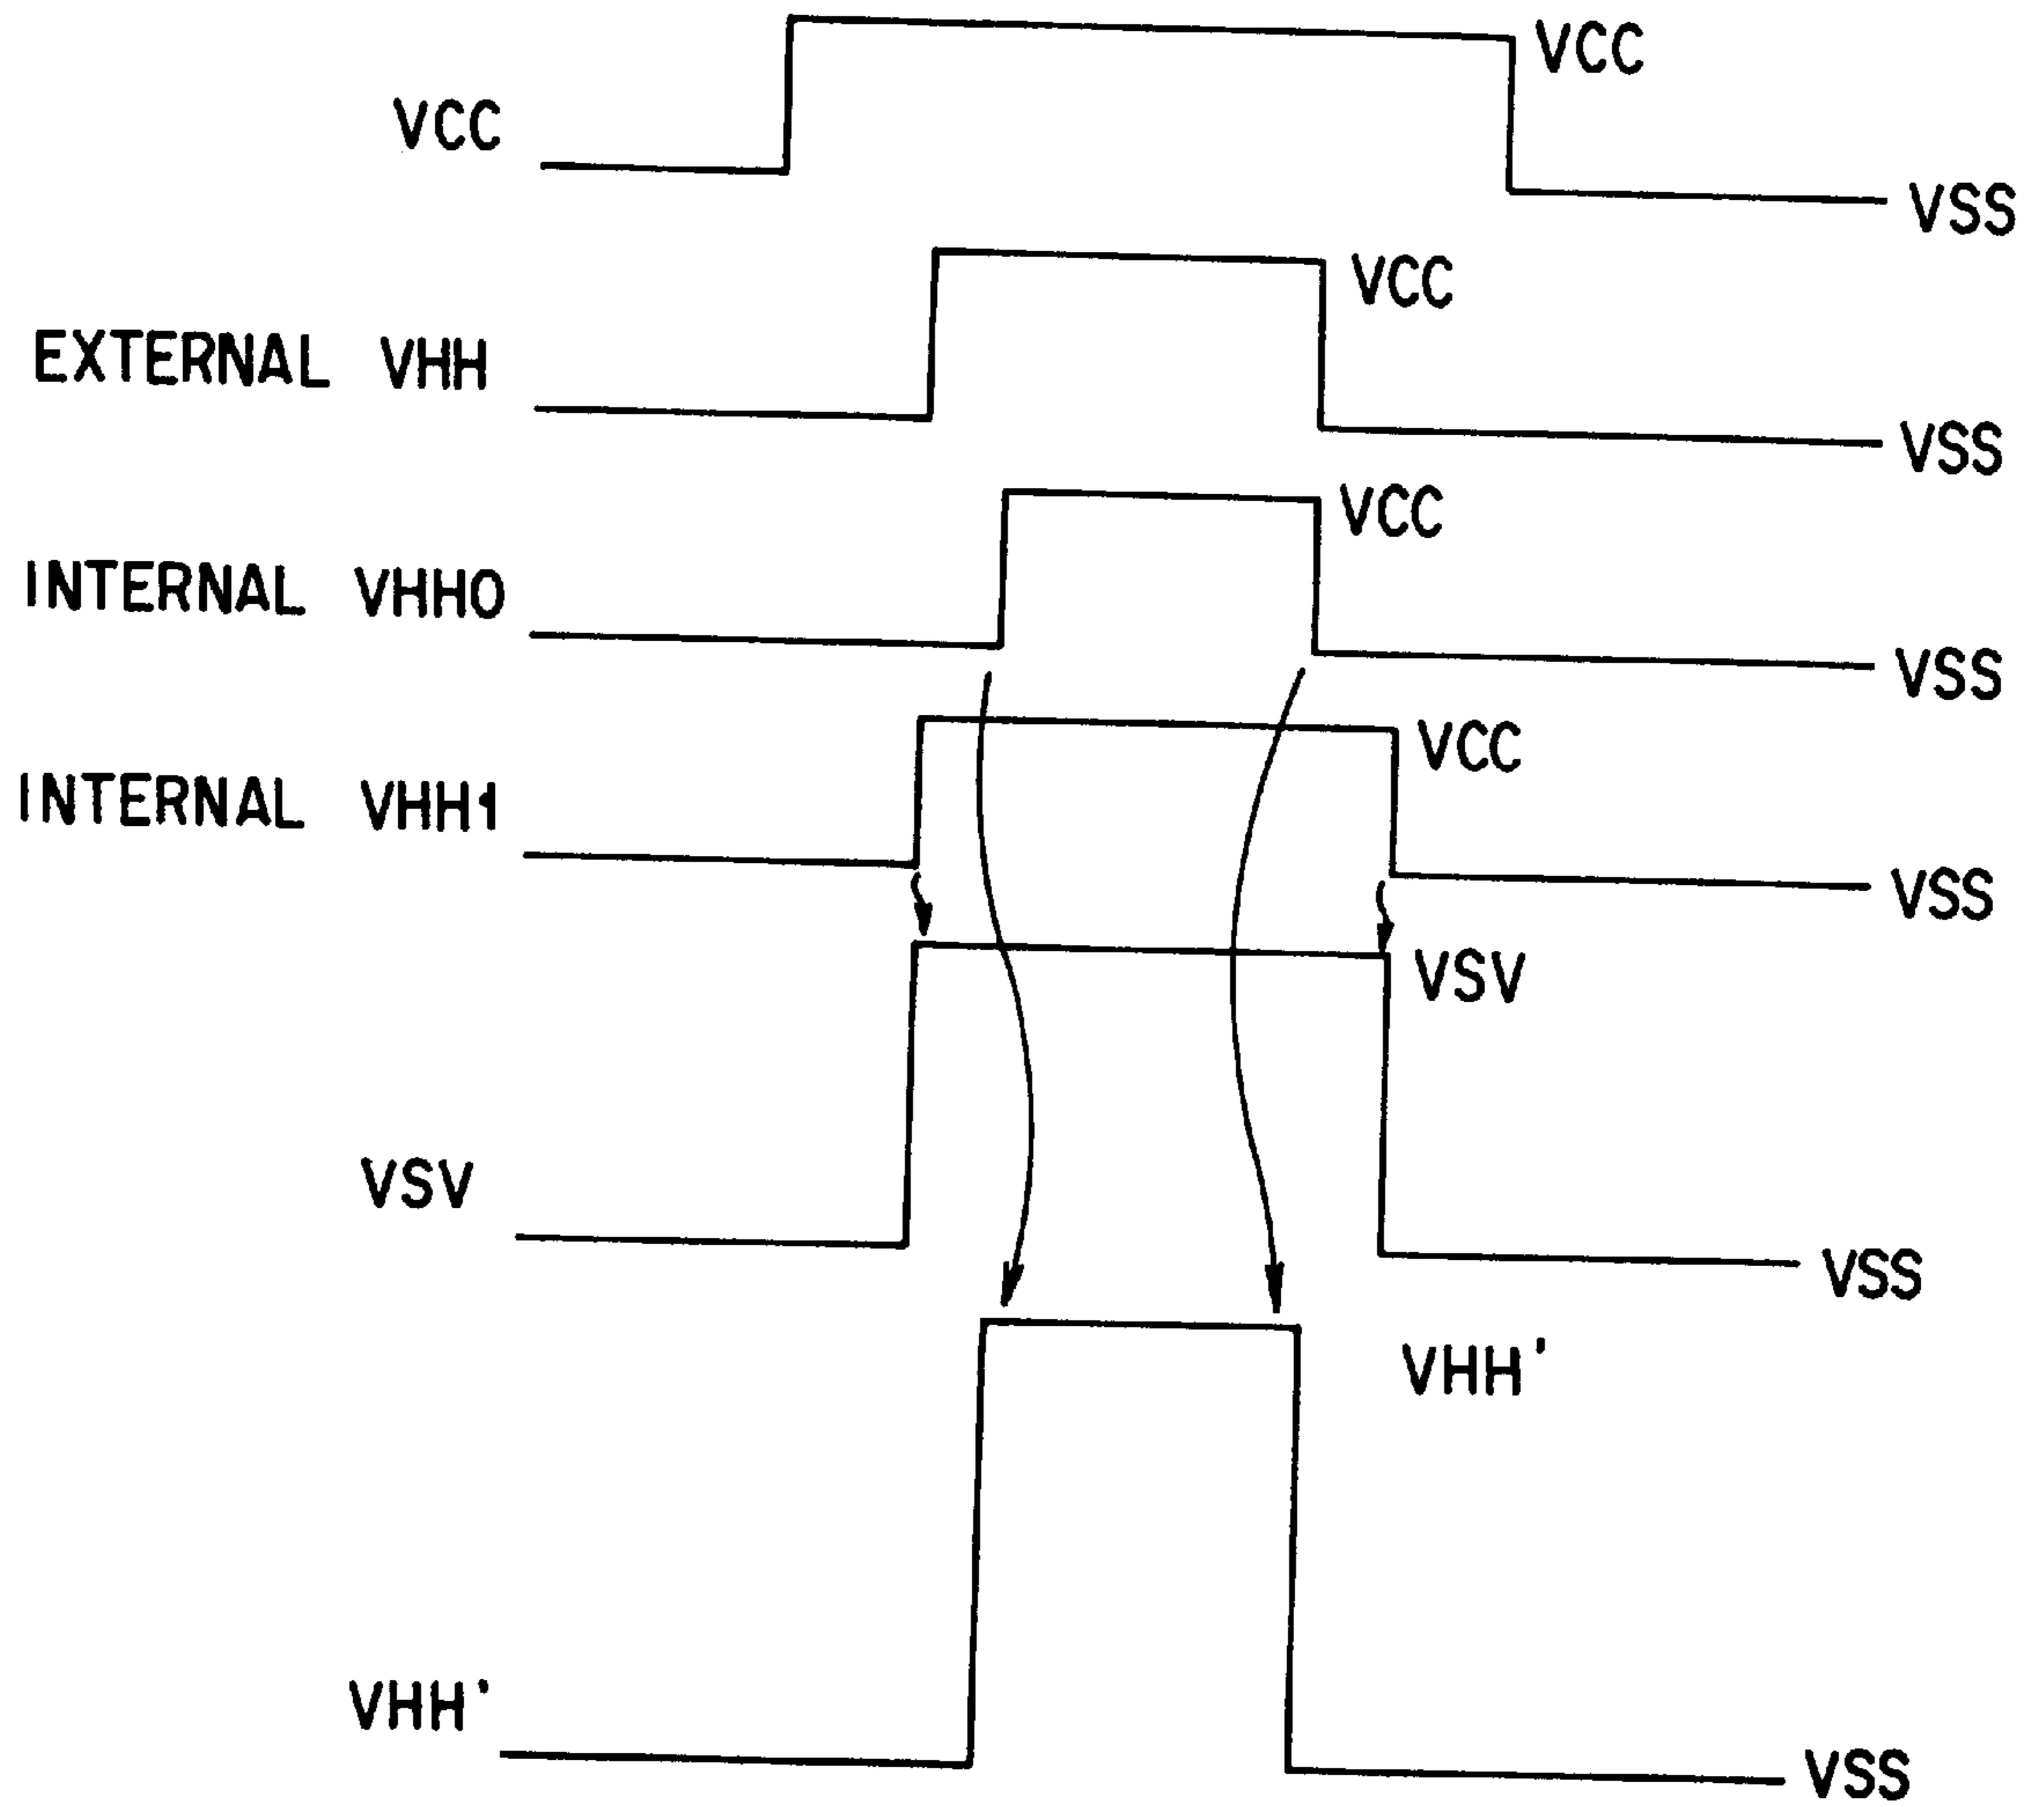 VCC
VCC
VSS
VCC
EXTERNAL VHH
VSS
VCC
INTERNAL VHH0
VSS
VCC
INTERNAL VHH1
VSS
VSV
VSV
VSS
VHH'
VHH'
VSS